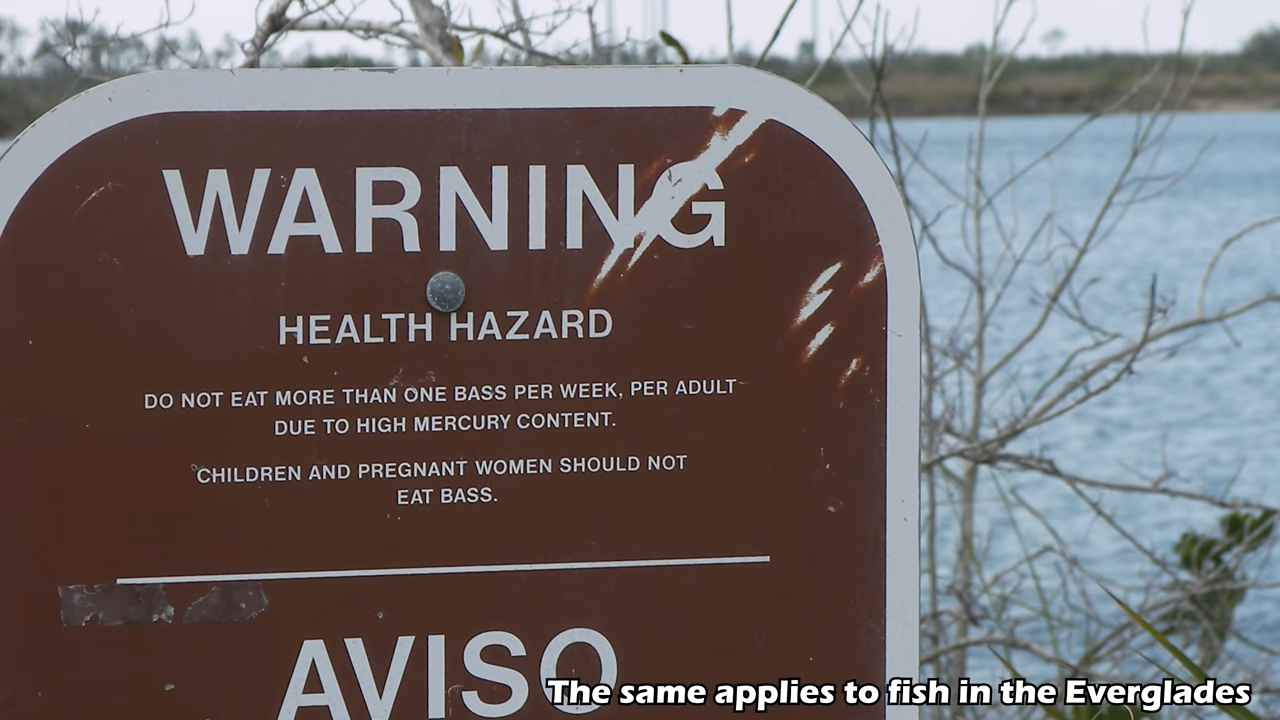 WARNING
HEALTH HAZARD
DO NOT EAT MORE THAN ONE BASS PER WEEK, PER ADULT
DUE TO HIGH MERCURY CONTENT.
CHILDREN AND PREGNANT WOMEN SHOULD NOT
EAT BASS.
AVISO
The same applies to fish in the Everglades